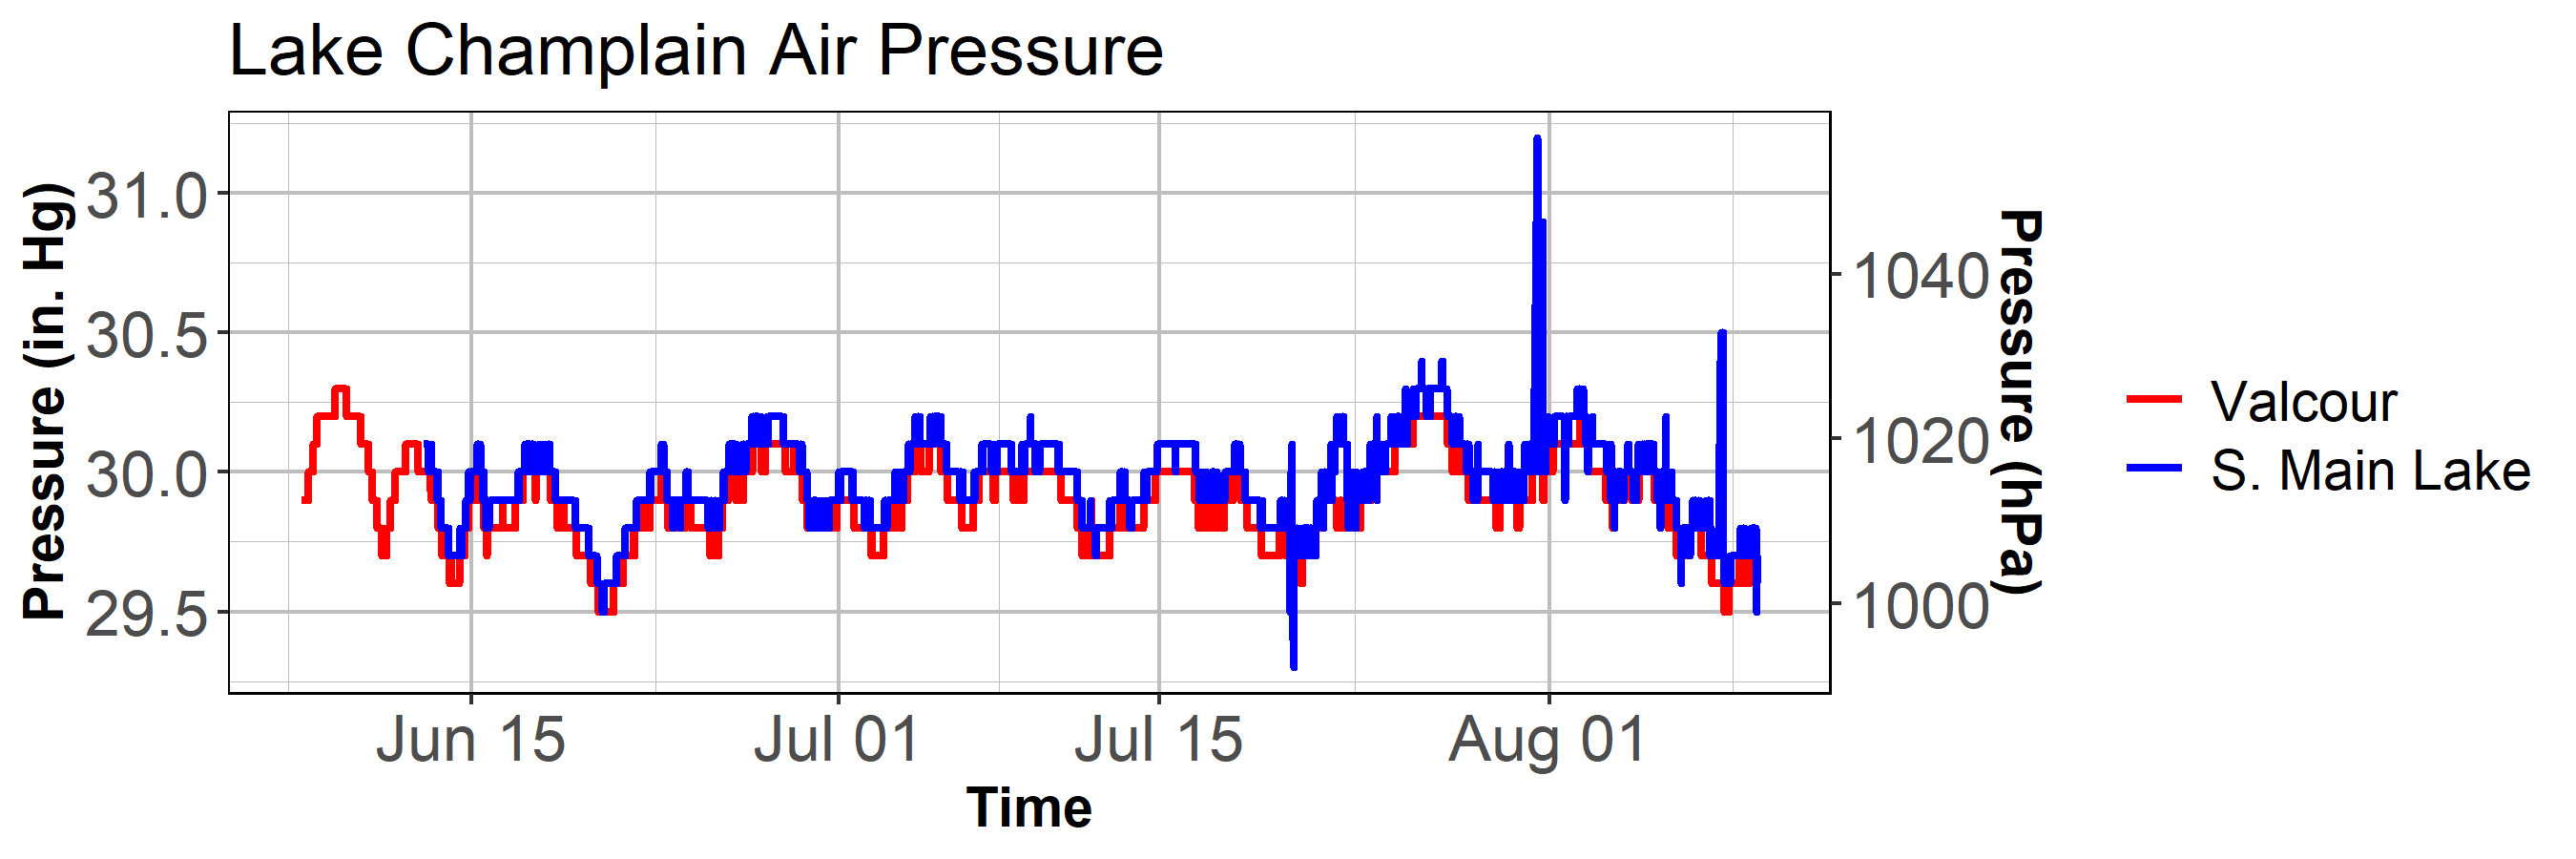 Lake Champlain Air Pressure
Pressure (in. Hg)
31.0
30.5
30.0
29.5
1040
1020
1000
Pressure (hPa)
Valcour
S. Main Lake
Jun 15
Jul 01
Jul 15
Aug 01
Time